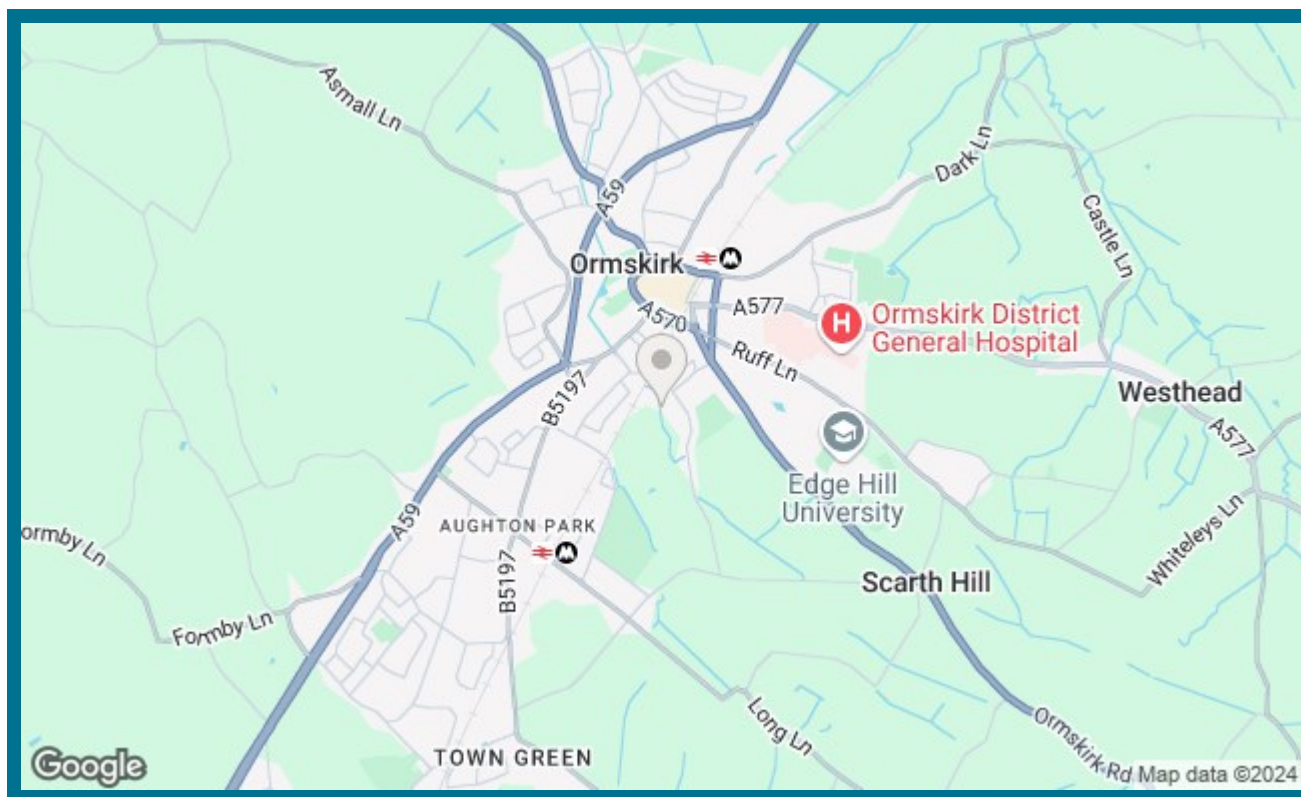 Asmall Ln
A59
Dark Ln
Castle Ln
Ormskirk
A577
A570
Ormskirk District
General Hospital
H
Ruff Ln
Westhead
B5197
A577
Edge Hill
University
Whiteleys Ln
A59
AUGHTON PARK
ormby Ln
B5197
Scarth Hill
Formby Ln
Long Ln
Ormskirk Rd
TOWN GREEN
Google
Map data ©2024